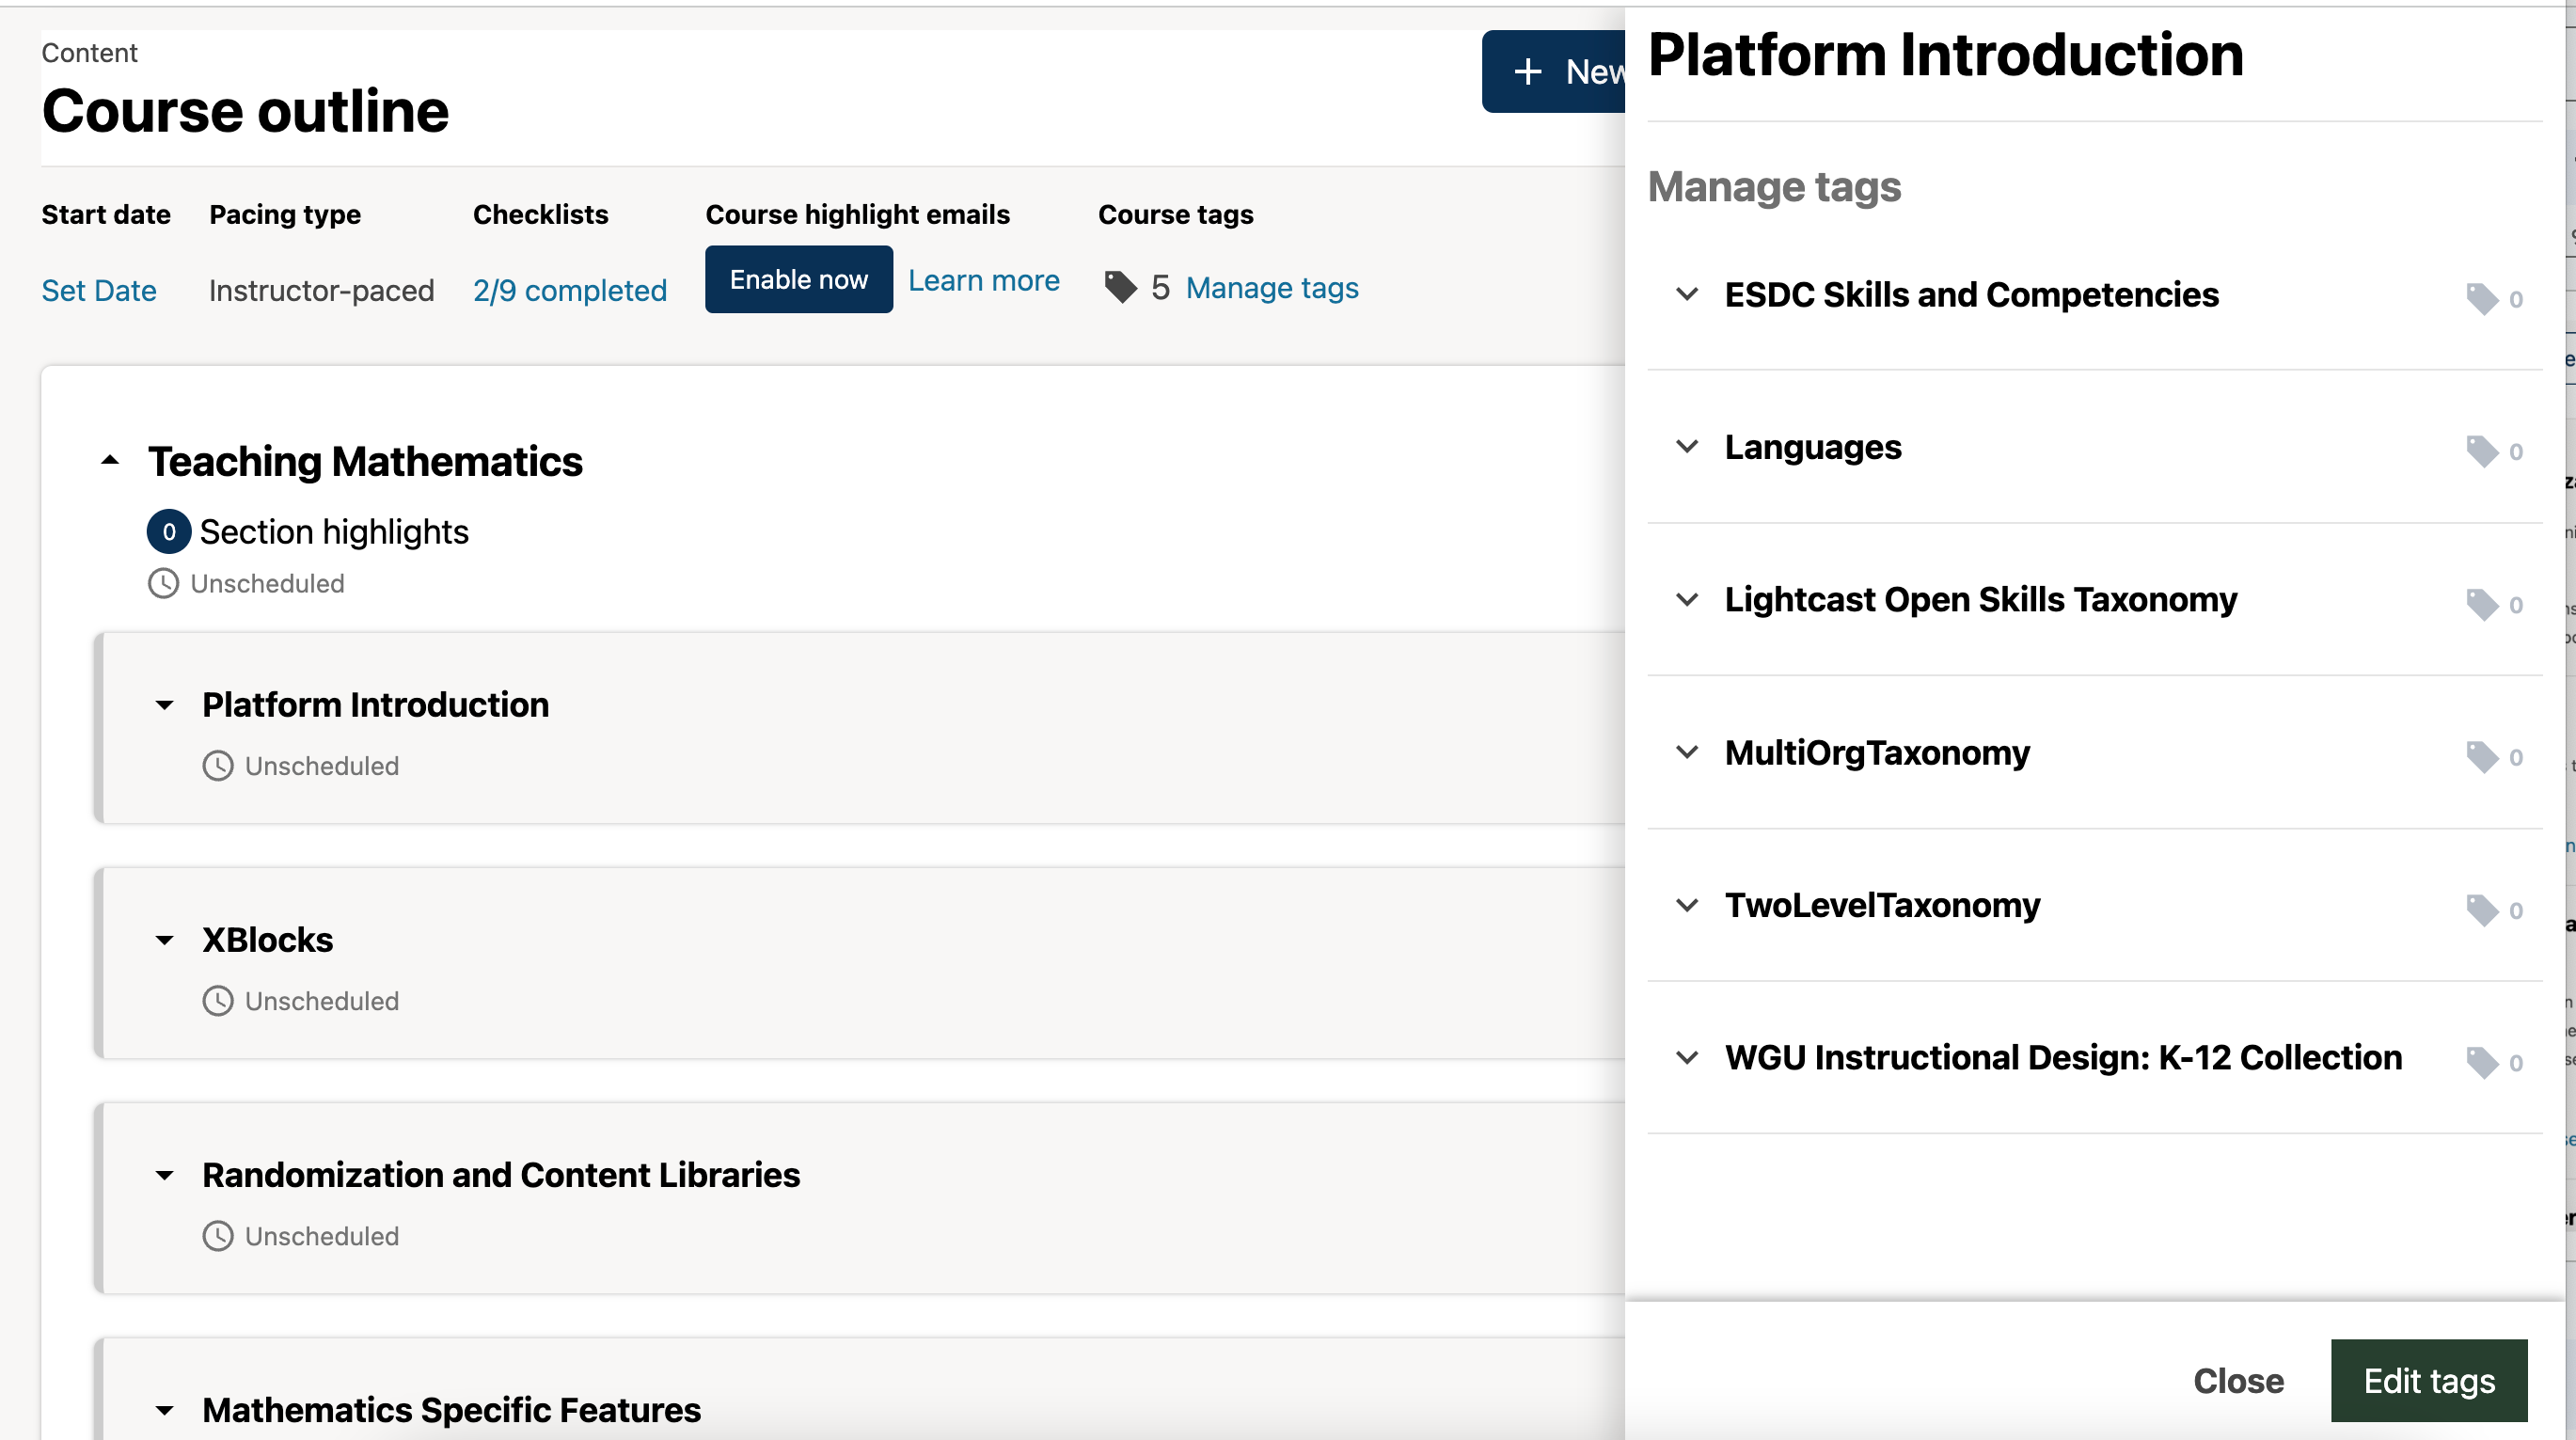 Content
Course outline
+ New
Start date
Set Date
Pacing type
Instructor-paced
Checklists
2/9 completed
Course highlight emails
Enable now Learn more
Course tags
5 Manage tags
Teaching Mathematics
0 Section highlights
Unscheduled
Platform Introduction
Unscheduled
XBlocks
Unscheduled
Randomization and Content Libraries
Unscheduled
Mathematics Specific Features
Platform Introduction
Manage tags
ESDC Skills and Competencies 0
Languages 0
Lightcast Open Skills Taxonomy 0
MultiOrgTaxonomy 0
TwoLevelTaxonomy 0
WGU Instructional Design: K-12 Collection 0
Close Edit tags